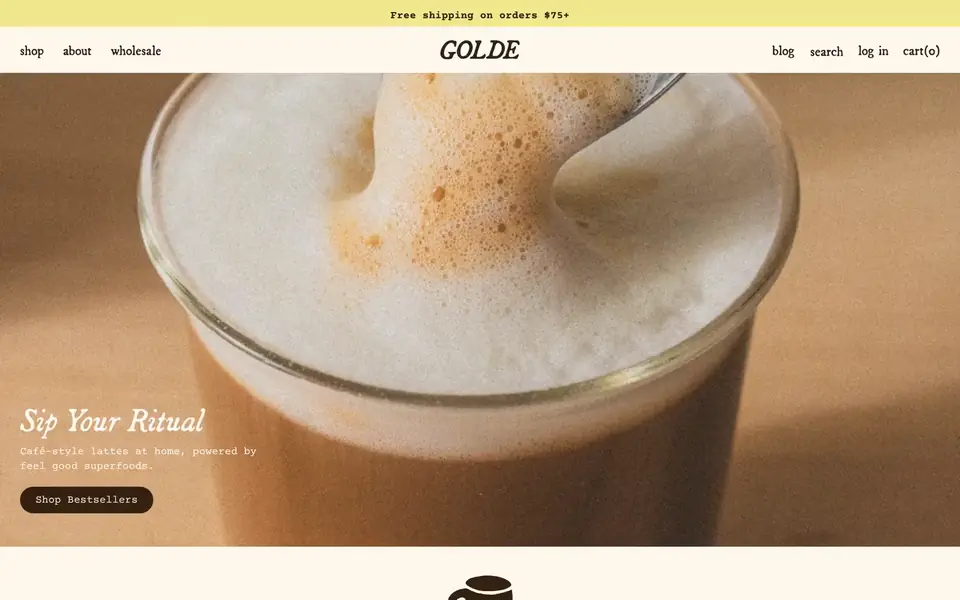 Free shipping on orders $75+
shop about wholesale
GOLDE
blog search log in cart(0)
Sip Your Ritual
Café-style lattes at home, powered by
feel good superfoods.
Shop Bestsellers